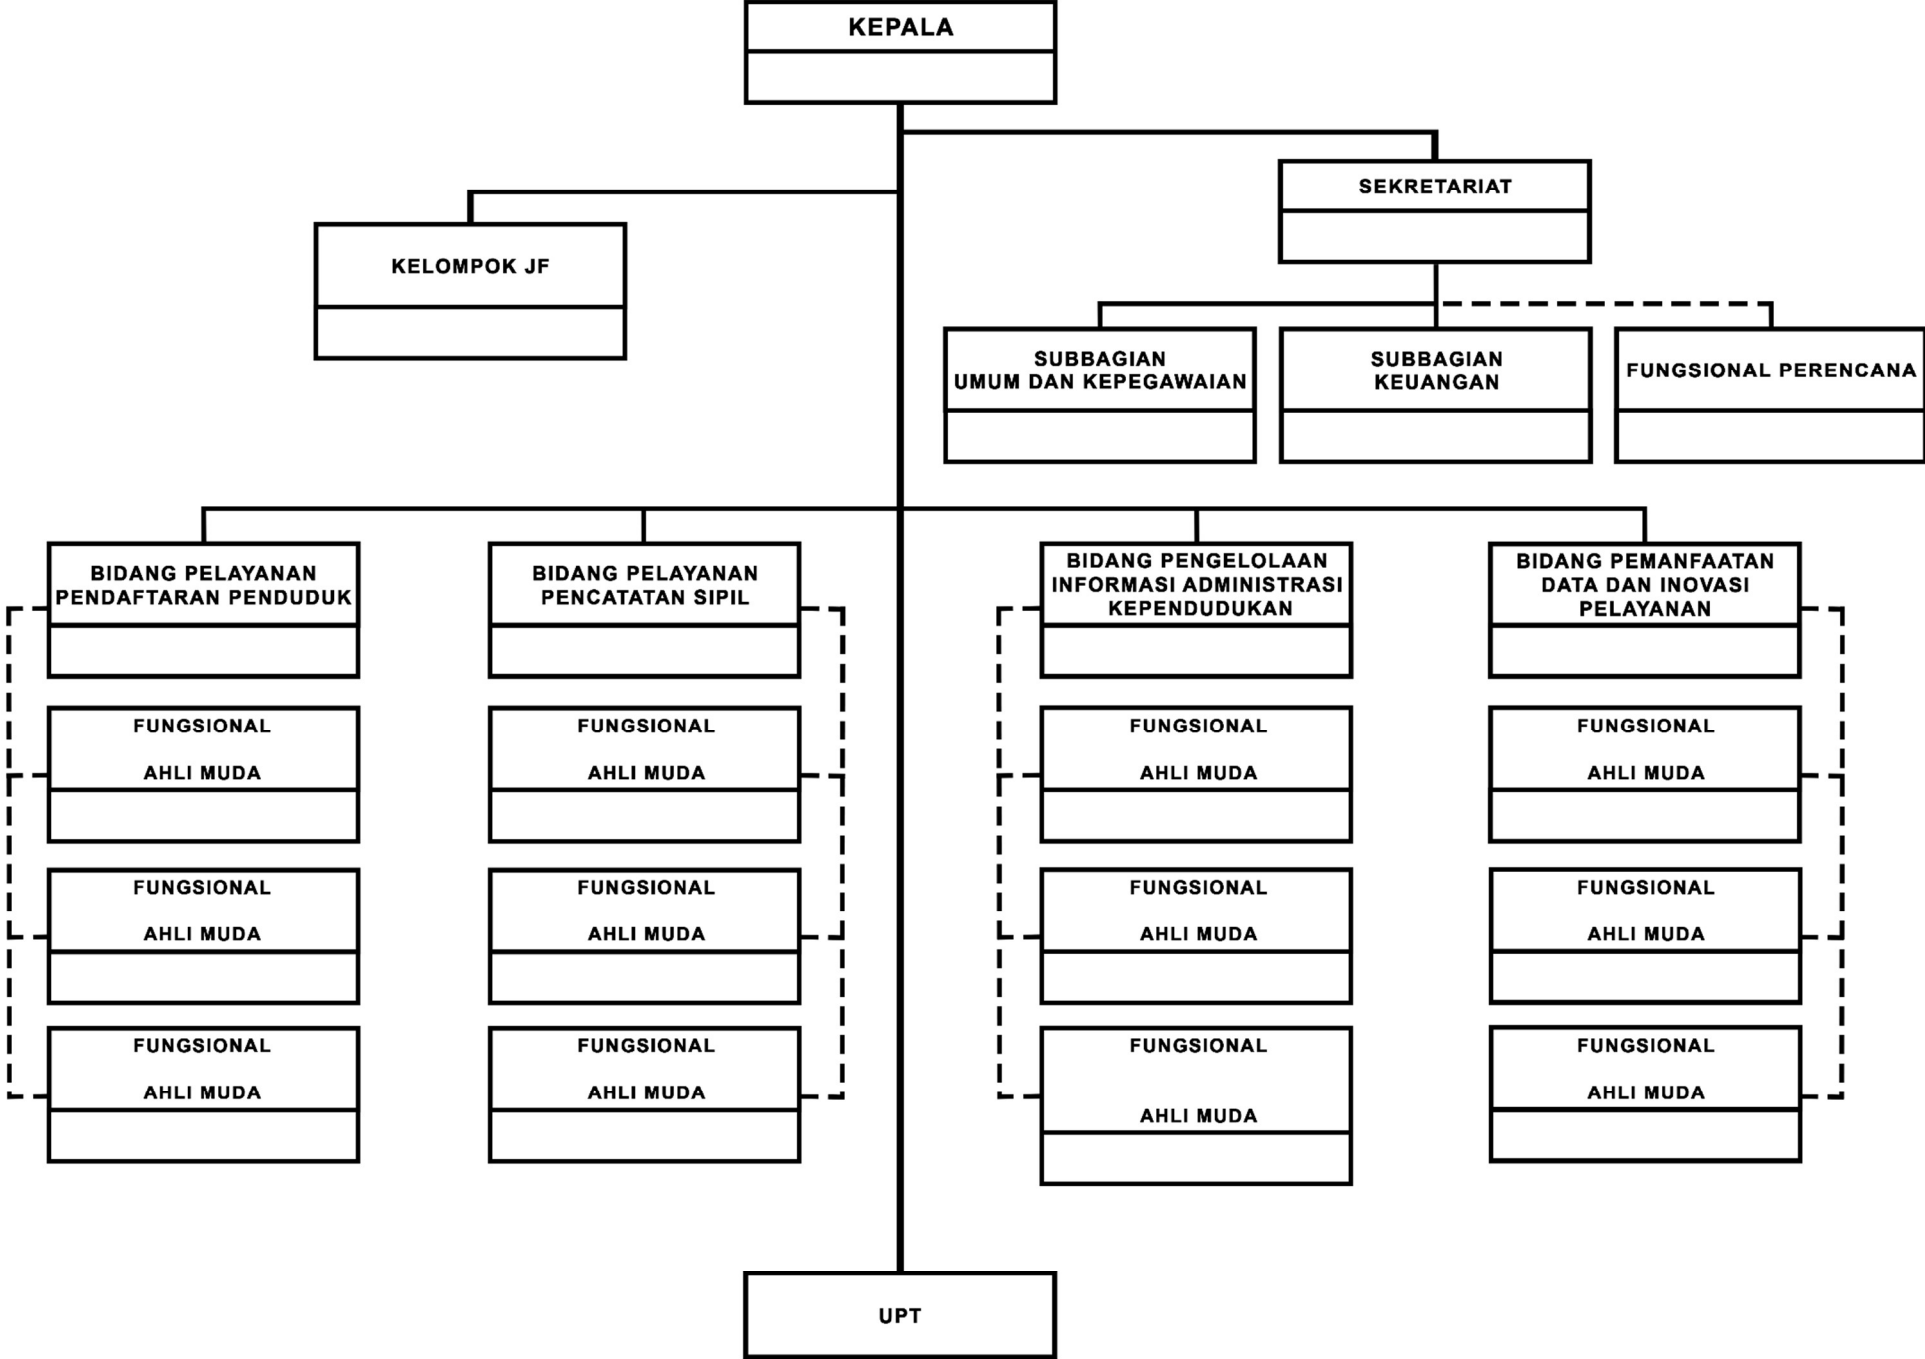 KEPALA
SEKRETARIAT
KELOMPOK JF
SUBBAGIAN
UMUM DAN KEPEGAWAIAN
SUBBAGIAN
KEUANGAN
FUNGSIONAL PERENCANA
BIDANG PELAYANAN
PENDAFTARAN PENDUDUK
BIDANG PELAYANAN
PENCATATAN SIPIL
BIDANG PENGELOLAAN
INFORMASI ADMINISTRASI
KEPENDUDUKAN
BIDANG PEMANFAATAN
DATA DAN INOVASI
PELAYANAN
FUNGSIONAL
AHLI MUDA
FUNGSIONAL
AHLI MUDA
FUNGSIONAL
AHLI MUDA
FUNGSIONAL
AHLI MUDA
FUNGSIONAL
AHLI MUDA
FUNGSIONAL
AHLI MUDA
FUNGSIONAL
AHLI MUDA
FUNGSIONAL
AHLI MUDA
FUNGSIONAL
AHLI MUDA
FUNGSIONAL
AHLI MUDA
FUNGSIONAL
AHLI MUDA
FUNGSIONAL
AHLI MUDA
UPT